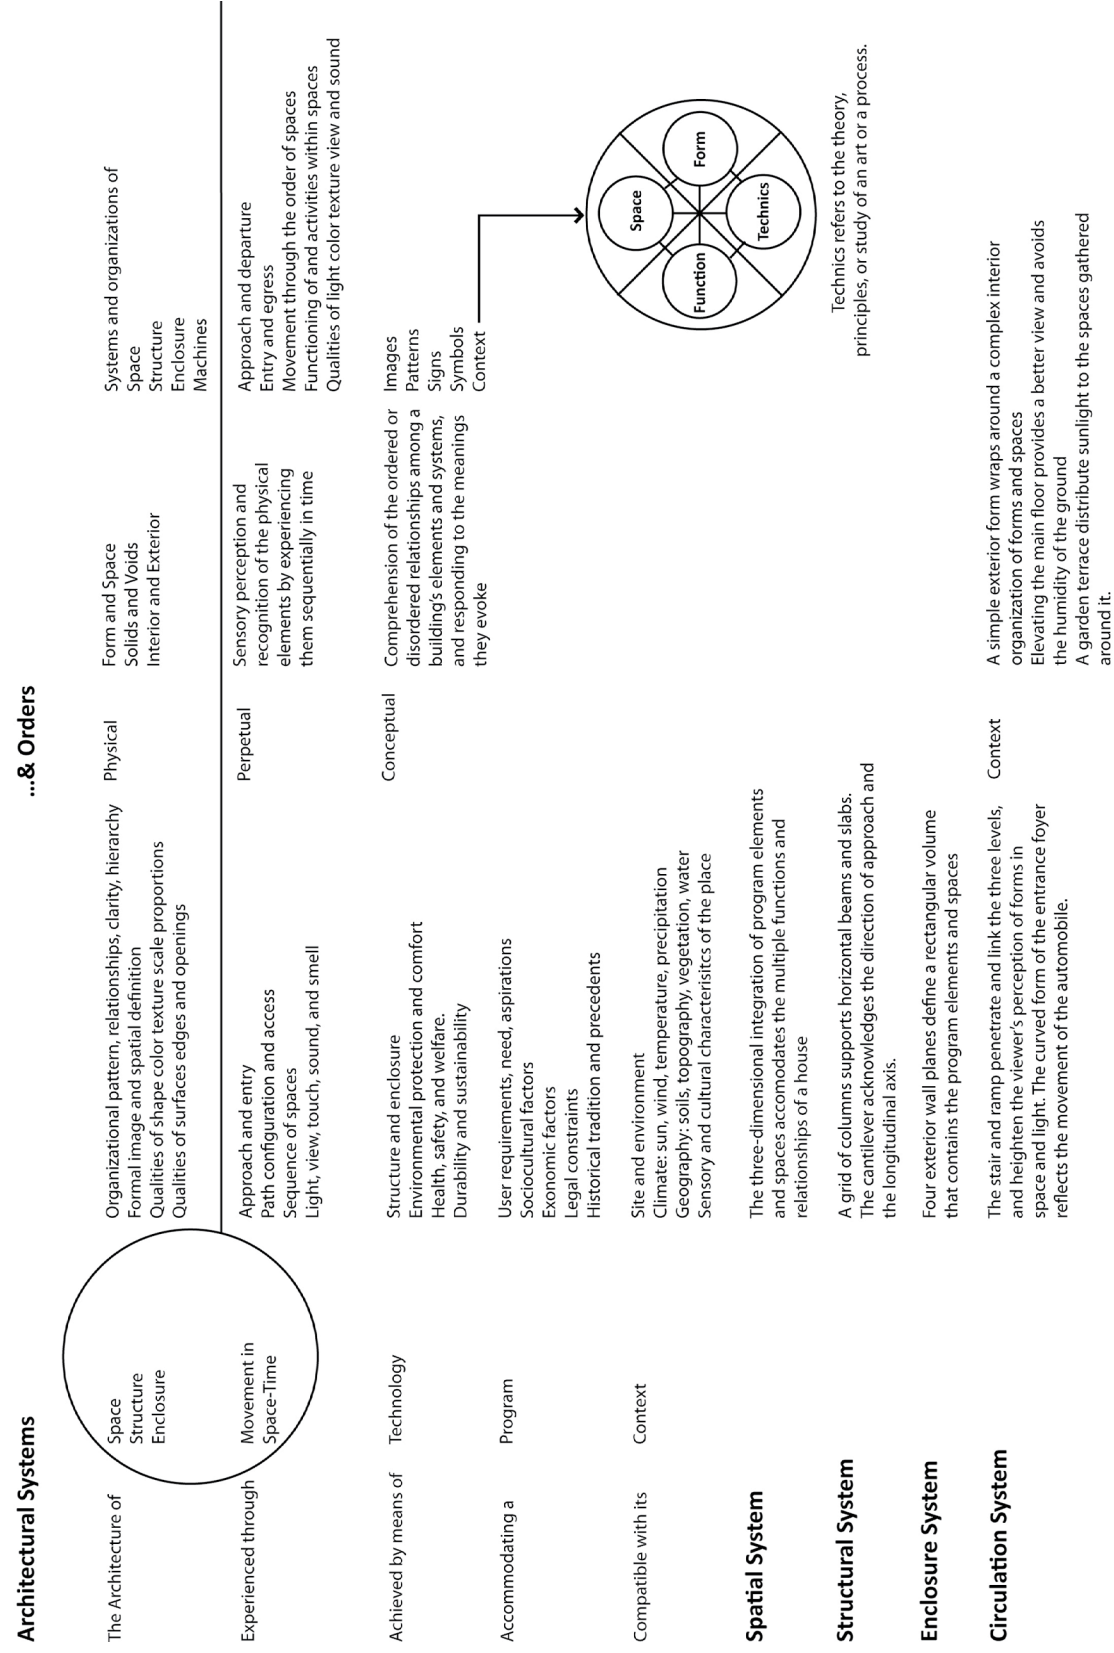 Architectural Systems
...& Orders
The Architecture of
Space
Structure
Enclosure
Organizational pattern, relationships, clarity, hierarchy
Formal image and spatial definition
Qualities of shape color texture scale proportions
Qualities of surfaces edges and openings
Physical
Form and Space
Solids and Voids
Interior and Exterior
Systems and organizations of
Space
Structure
Enclosure
Machines
Experienced through
Movement in
Space-Time
Approach and entry
Path configuration and access
Sequence of spaces
Light, view, touch, sound, and smell
Perpetual
Sensory perception and
recognition of the physical
elements by experiencing
them sequentially in time
Approach and departure
Entry and egress
Movement through the order of spaces
Functioning of and activities within spaces
Qualities of light color texture view and sound
Achieved by means of
Technology
Structure and enclosure
Environmental protection and comfort
Health, safety, and welfare.
Durability and sustainability
Conceptual
Comprehension of the ordered or
disordered relationships among a
building's elements and systems,
and responding to the meanings
they evoke
Images
Patterns
Signs
Symbols
Context
Accommodating a
Program
User requirements, need, aspirations
Sociocultural factors
Exonomic factors
Legal constraints
Historical tradition and precedents
Compatible with its
Context
Site and environment
Climate: sun, wind, temperature, precipitation
Geography: soils, topography, vegetation, water
Sensory and cultural characterisitcs of the place
Space
Function
Form
Technics
Technics refers to the theory,
principles, or study of an art or a process.
Spatial System
The three-dimensional integration of program elements
and spaces accomodates the multiple functions and
relationships of a house
Structural System
A grid of columns supports horizontal beams and slabs.
The cantilever acknowledges the direction of approach and
the longitudinal axis.
Enclosure System
Four exterior wall planes define a rectangular volume
that contains the program elements and spaces
Circulation System
The stair and ramp penetrate and link the three levels,
and heighten the viewer's perception of forms in
space and light. The curved form of the entrance foyer
reflects the movement of the automobile.
Context
A simple exterior form wraps around a complex interior
organization of forms and spaces
Elevating the main floor provides a better view and avoids
the humidity of the ground
A garden terrace distribute sunlight to the spaces gathered
around it.